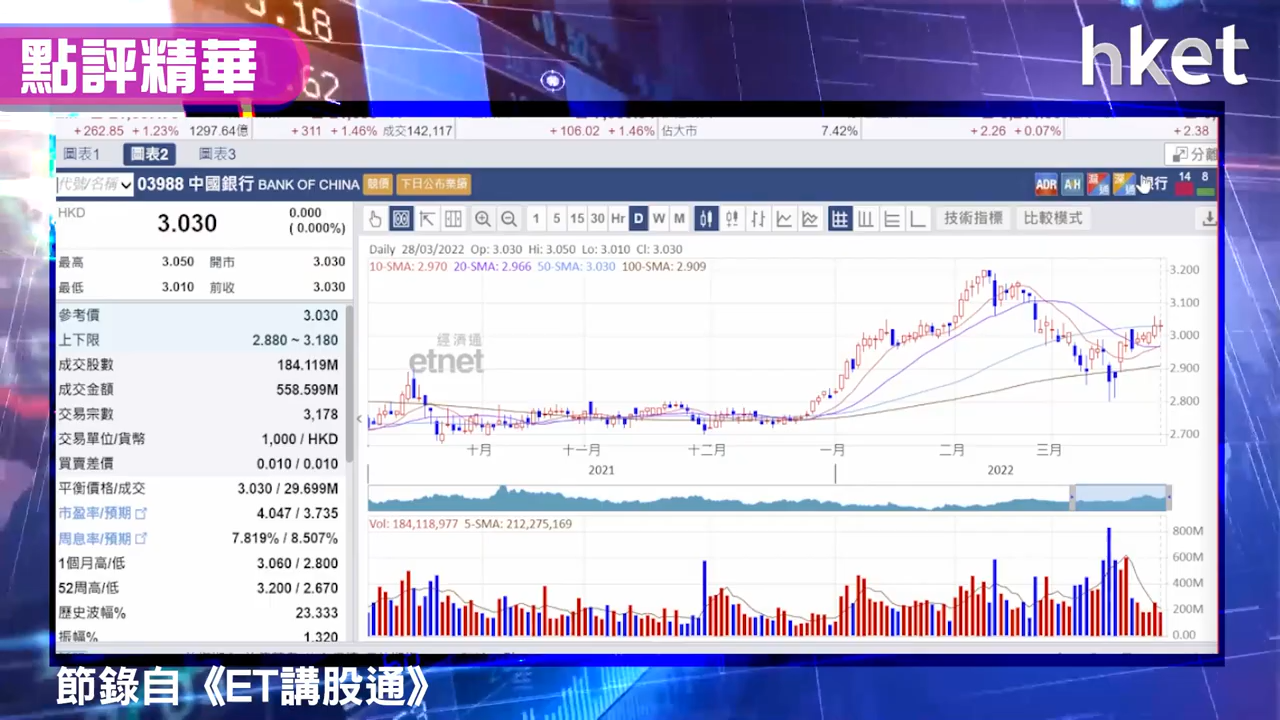 3.18
.62
點評精華
hket
+262.85 +1.23% 1297.64億 +311 +1.46% 成交142,117 +106.02 +1.46% 佔大市 7.42% +2.26 +0.07% +2.38
圖表1 圖表2 圖表3 分離
代號/名稱 03988 中國銀行 BANK OF CHINA 競價 下日公布業績 ADR A/H 滬通 深通 銀行 14 8
HKD 3.030 0.000
(0.000%)
1 5 15 30 Hr D W M 技術指標 比較模式
最高 3.050 開市 3.030
最低 3.010 前收 3.030
Daily 28/03/2022 Op: 3.030 Hi: 3.050 Lo: 3.010 Cl: 3.030
10-SMA: 2.970 20-SMA: 2.966 50-SMA: 3.030 100-SMA: 2.909
參考價 3.030
上下限 2.880 ~ 3.180
成交股數 184.119M
成交金額 558.599M
交易宗數 3,178
交易單位/貨幣 1,000 / HKD
買賣差價 0.010 / 0.010
平衡價格/成交 3.030 / 29.699M
市盈率/預期 4.047 / 3.735
周息率/預期 7.819% / 8.507%
1個月高/低 3.060 / 2.800
52周高/低 3.200 / 2.670
歷史波幅% 23.333
振幅% 1.320
經濟通
etnet
3.200
3.100
3.000
2.900
2.800
2.700
十月 十一月 十二月 一月 二月 三月
2021 2022
Vol: 184,118,977 5-SMA: 212,275,169
800M
600M
400M
200M
0.00
節錄自《ET講股通》